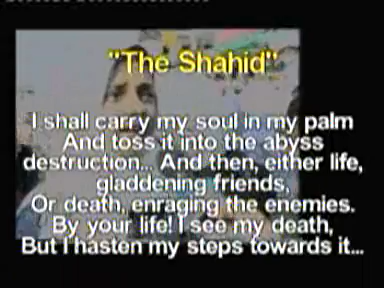 "The Shahid"
I shall carry my soul in my palm
And toss it into the abyss
destruction... And then, either life,
gladdening friends,
Or death, enraging the enemies.
By your life! I see my death,
But I hasten my steps towards it...